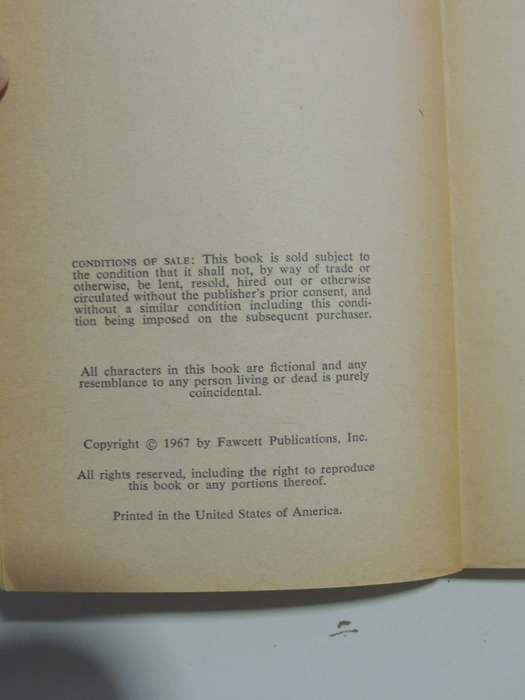 CONDITIONS OF SALE: This book is sold subject to
the condition that it shall not, by way of trade or
otherwise, be lent, resold, hired out or otherwise
circulated without the publisher's prior consent, and
without a similar condition including this condi-
tion being imposed on the subsequent purchaser.
All characters in this book are fictional and any
resemblance to any person living or dead is purely
coincidental.
Copyright © 1967 by Fawcett Publications, Inc.
All rights reserved, including the right to reproduce
this book or any portions thereof.
Printed in the United States of America.